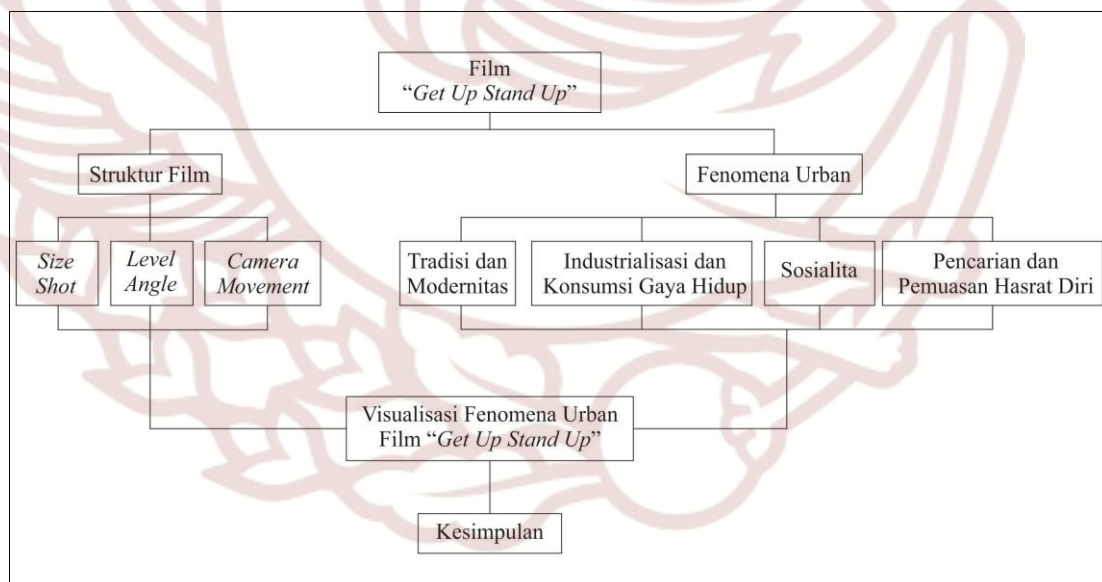 Film
“Get Up Stand Up”
Struktur Film
Fenomena Urban
Size
Shot
Level
Angle
Camera
Movement
Tradisi dan
Modernitas
Industrialisasi dan
Konsumsi Gaya Hidup
Sosialita
Pencarian dan
Pemuasan Hasrat Diri
Visualisasi Fenomena Urban
Film “Get Up Stand Up”
Kesimpulan